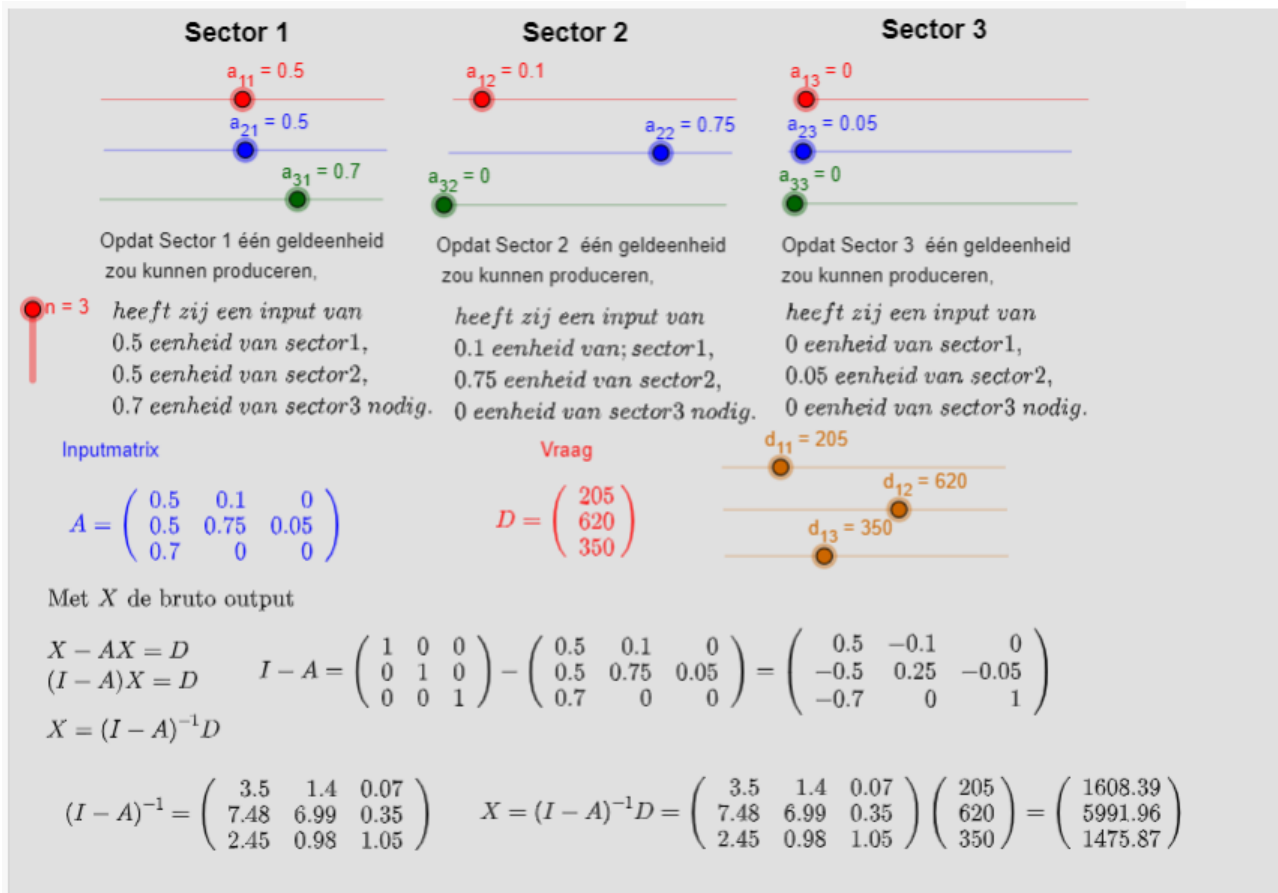 Sector 1 Sector 2 Sector 3
a11 = 0.5 a12 = 0.1 a13 = 0
a21 = 0.5 a22 = 0.75 a23 = 0.05
a31 = 0.7 a32 = 0 a33 = 0
Opdat Sector 1 één geldeenheid
zou kunnen produceren,
heeft zij een input van
0.5 eenheid van sector1,
0.5 eenheid van sector2,
0.7 eenheid van sector3 nodig.
Opdat Sector 2 één geldeenheid
zou kunnen produceren,
heeft zij een input van
0.1 eenheid van; sector1,
0.75 eenheid van sector2,
0 eenheid van sector3 nodig.
Opdat Sector 3 één geldeenheid
zou kunnen produceren,
heeft zij een input van
0 eenheid van sector1,
0.05 eenheid van sector2,
0 eenheid van sector3 nodig.
n = 3
Inputmatrix
A = ( 0.5 0.1 0
0.5 0.75 0.05
0.7 0 0 )
Vraag
D = ( 205
620
350 )
d11 = 205
d12 = 620
d13 = 350
Met X de bruto output
X − AX = D
(I − A)X = D
X = (I − A)⁻¹D
I − A = ( 1 0 0
0 1 0
0 0 1 ) − ( 0.5 0.1 0
0.5 0.75 0.05
0.7 0 0 ) = ( 0.5 −0.1 0
−0.5 0.25 −0.05
−0.7 0 1 )
(I − A)⁻¹ = ( 3.5 1.4 0.07
7.48 6.99 0.35
2.45 0.98 1.05 )
X = (I − A)⁻¹D = ( 3.5 1.4 0.07
7.48 6.99 0.35
2.45 0.98 1.05 ) ( 205
620
350 ) = ( 1608.39
5991.96
1475.87 )